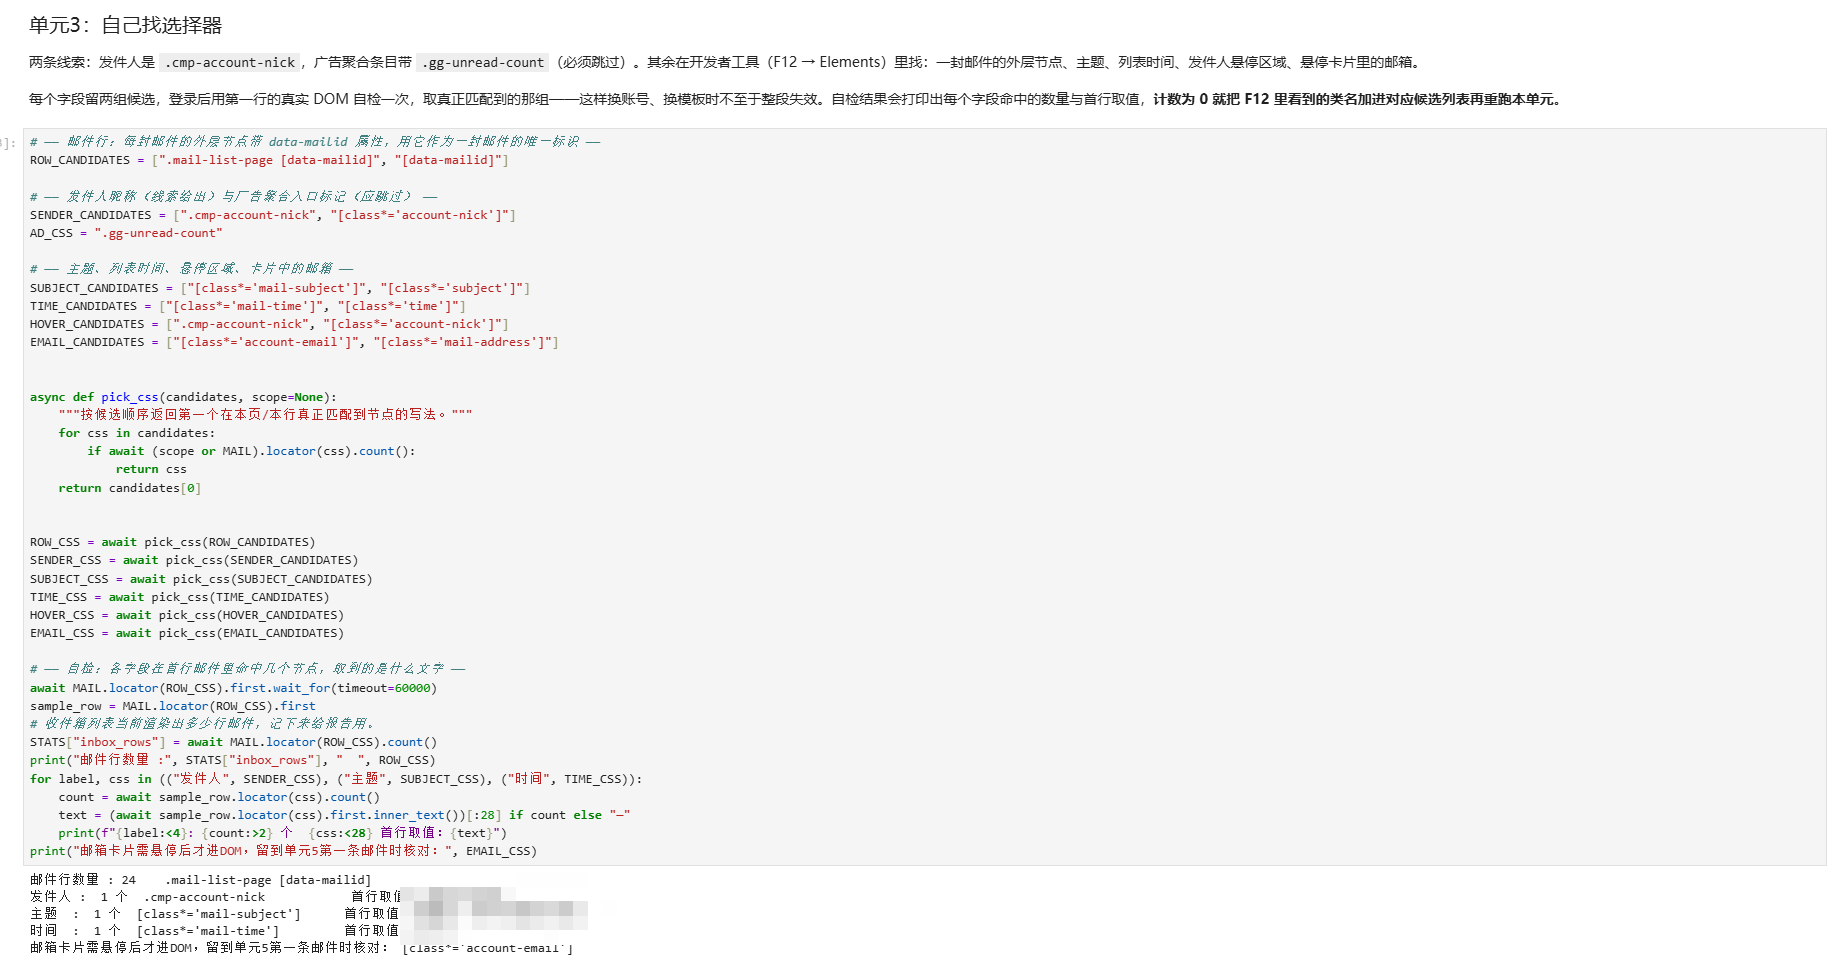 单元3：自己找选择器
两条线索：发件人是 .cmp-account-nick，广告聚合条目带 .gg-unread-count（必须跳过）。其余在开发者工具（F12 → Elements）里找：一封邮件的外层节点、主题、列表时间、发件人悬停区域、悬停卡片里的邮箱。
每个字段留两组候选，登录后用第一行的真实 DOM 自检一次，取真正匹配到的那组——这样换账号、换模板时不至于整段失效。自检结果会打印出每个字段命中的数量与首行取值，计数为 0 就把 F12 里看到的类名加进对应候选列表再重跑本单元。
]:
# —— 邮件行：每封邮件的外层节点带 data-mailid 属性，用它作为一封邮件的唯一标识 ——
ROW_CANDIDATES = [".mail-list-page [data-mailid]", "[data-mailid]"]
# —— 发件人昵称（线索给出）与广告聚合入口标记（应跳过） ——
SENDER_CANDIDATES = [".cmp-account-nick", "[class*='account-nick']"]
AD_CSS = ".gg-unread-count"
# —— 主题、列表时间、悬停区域、卡片中的邮箱 ——
SUBJECT_CANDIDATES = ["[class*='mail-subject']", "[class*='subject']"]
TIME_CANDIDATES = ["[class*='mail-time']", "[class*='time']"]
HOVER_CANDIDATES = [".cmp-account-nick", "[class*='account-nick']"]
EMAIL_CANDIDATES = ["[class*='account-email']", "[class*='mail-address']"]
async def pick_css(candidates, scope=None):
    """按候选顺序返回第一个在本页/本行真正匹配到节点的写法。"""
    for css in candidates:
        if await (scope or MAIL).locator(css).count():
            return css
    return candidates[0]
ROW_CSS = await pick_css(ROW_CANDIDATES)
SENDER_CSS = await pick_css(SENDER_CANDIDATES)
SUBJECT_CSS = await pick_css(SUBJECT_CANDIDATES)
TIME_CSS = await pick_css(TIME_CANDIDATES)
HOVER_CSS = await pick_css(HOVER_CANDIDATES)
EMAIL_CSS = await pick_css(EMAIL_CANDIDATES)
# —— 自检：各字段在首行邮件里命中几个节点，取到的是什么文字 ——
await MAIL.locator(ROW_CSS).first.wait_for(timeout=60000)
sample_row = MAIL.locator(ROW_CSS).first
# 收件箱列表当前渲染出多少行邮件，记下来给报告用。
STATS["inbox_rows"] = await MAIL.locator(ROW_CSS).count()
print("邮件行数量 :", STATS["inbox_rows"], "  ", ROW_CSS)
for label, css in (("发件人", SENDER_CSS), ("主题", SUBJECT_CSS), ("时间", TIME_CSS)):
    count = await sample_row.locator(css).count()
    text = (await sample_row.locator(css).first.inner_text())[:28] if count else "—"
    print(f"{label:<4}: {count:>2} 个  {css:<28} 首行取值：{text}")
print("邮箱卡片需悬停后才进DOM，留到单元5第一条邮件时核对：", EMAIL_CSS)
邮件行数量 : 24    .mail-list-page [data-mailid]
发件人 :  1 个  .cmp-account-nick            首行取值
主题  :  1 个  [class*='mail-subject']      首行取值
时间  :  1 个  [class*='mail-time']         首行取值
邮箱卡片需悬停后才进DOM，留到单元5第一条邮件时核对： [class*='account-email']